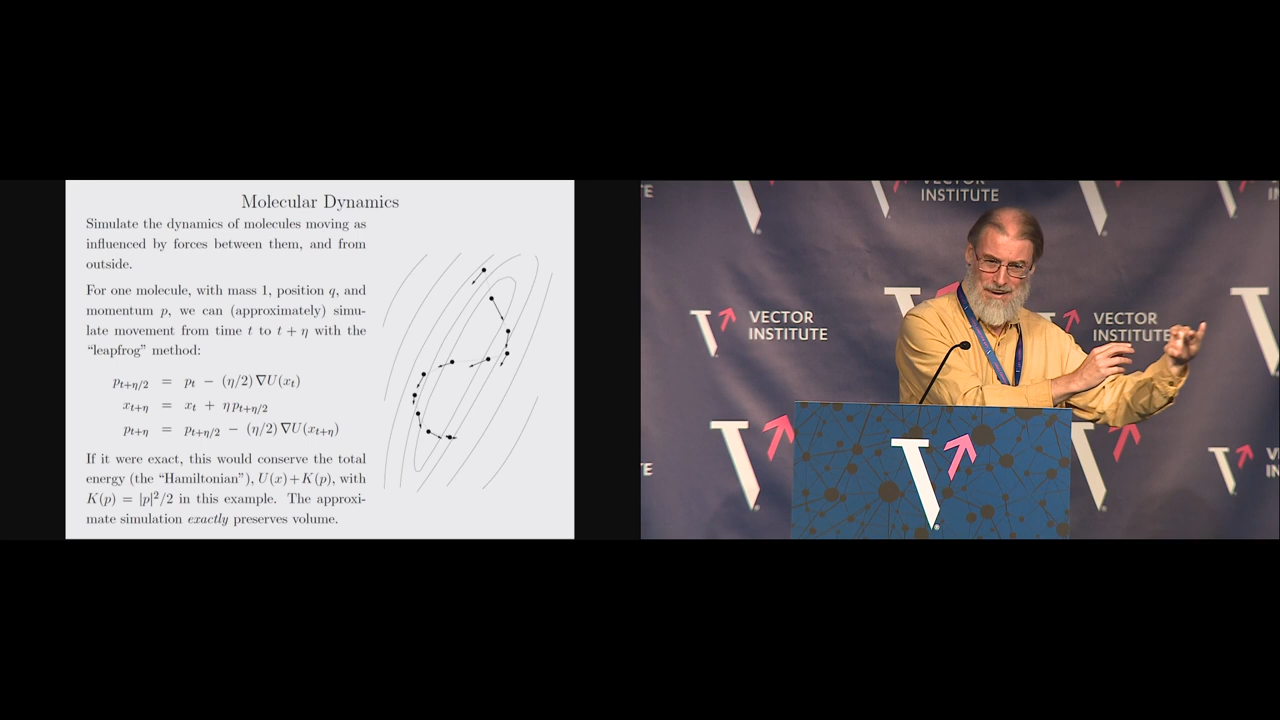 Molecular Dynamics
Simulate the dynamics of molecules moving as
influenced by forces between them, and from
outside.
For one molecule, with mass 1, position q, and
momentum p, we can (approximately) simu-
late movement from time t to t + η with the
"leapfrog" method:
p_{t+η/2} = p_t − (η/2) ∇U(x_t)
x_{t+η} = x_t + η p_{t+η/2}
p_{t+η} = p_{t+η/2} − (η/2) ∇U(x_{t+η})
If it were exact, this would conserve the total
energy (the "Hamiltonian"), U(x)+K(p), with
K(p) = |p|²/2 in this example. The approxi-
mate simulation exactly preserves volume.
VECTOR
INSTITUTE
VECTOR
INSTITUTE
VECTOR
INSTITUTE